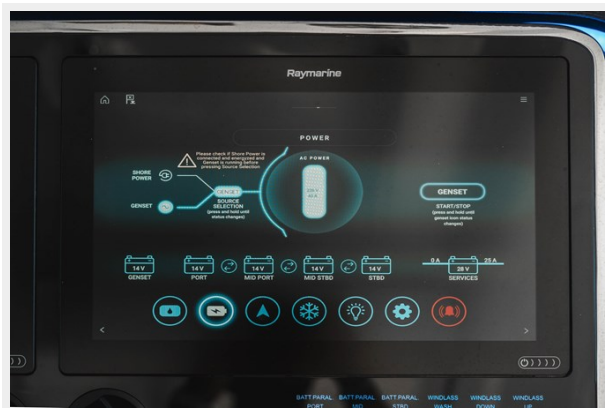 Raymarine
POWER
Please check if Shore Power is
connected and energized and
Genset is running before
pressing Source Selection
AC POWER
SHORE
POWER
GENSET
GENSET
SOURCE
SELECTION
(press and hold until
status changes)
GENSET
START/STOP
(press and hold until
genset icon status
changes)
14 V
GENSET
14 V
PORT
14 V
MID PORT
14 V
MID STBD
14 V
STBD
0 A
25 A
28 V
SERVICES
BATT.PARAL
PORT
BATT.PARAL
MID
BATT.PARAL
STBD
WINDLASS
WASH
WINDLASS
DOWN
WINDLASS
UP